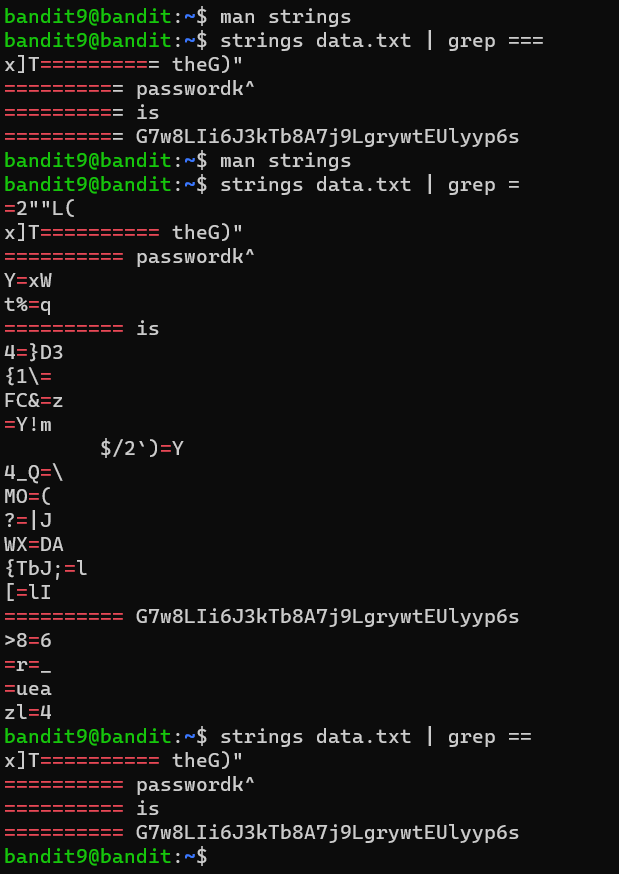 bandit9@bandit:~$ man strings
bandit9@bandit:~$ strings data.txt | grep ===
x]T========== theG)"
========== passwordk^
========== is
========== G7w8LIi6J3kTb8A7j9LgrywtEUlyyp6s
bandit9@bandit:~$ man strings
bandit9@bandit:~$ strings data.txt | grep =
=2""L(
x]T========== theG)"
========== passwordk^
Y=xW
t%=q
========== is
4=}D3
{1\=
FC&=z
=Y!m
        $/2`)=Y
4_Q=\
MO=(
?=|J
WX=DA
{TbJ;=l
[=lI
========== G7w8LIi6J3kTb8A7j9LgrywtEUlyyp6s
>8=6
=r=_
=uea
zl=4
bandit9@bandit:~$ strings data.txt | grep ==
x]T========== theG)"
========== passwordk^
========== is
========== G7w8LIi6J3kTb8A7j9LgrywtEUlyyp6s
bandit9@bandit:~$